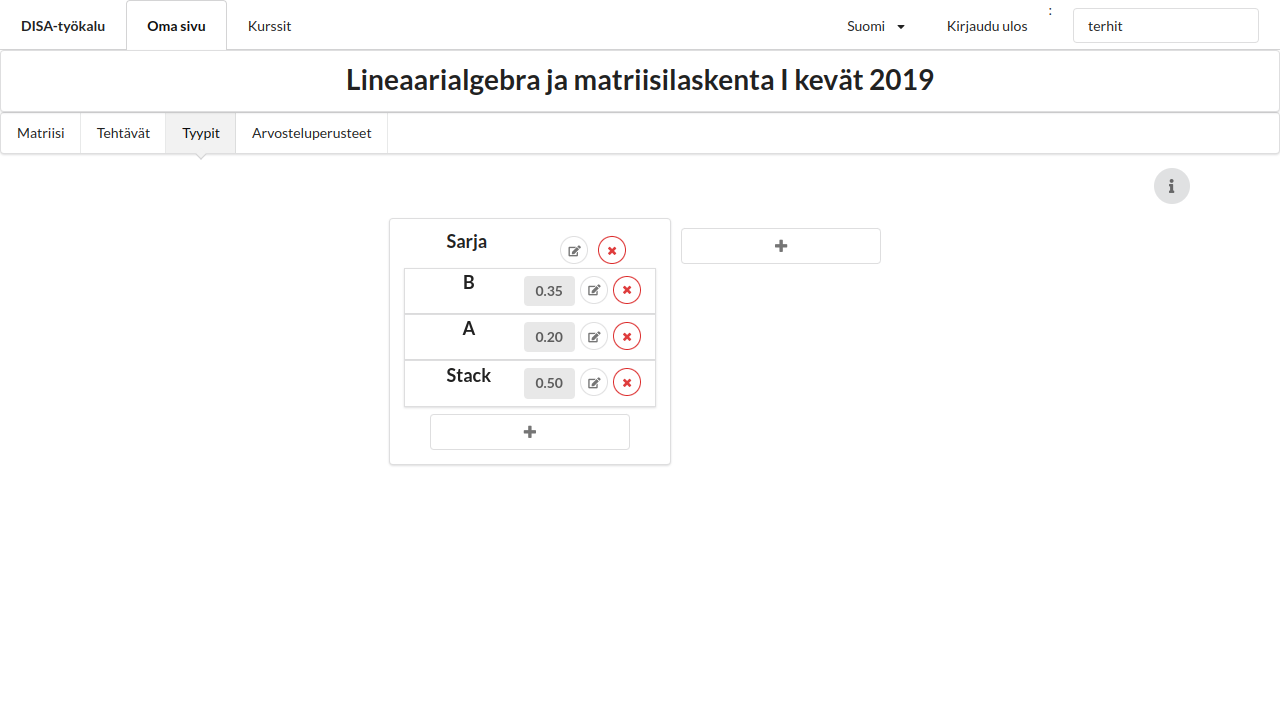 DISA-työkalu Oma sivu Kurssit Suomi Kirjaudu ulos : terhit
Lineaarialgebra ja matriisilaskenta I kevät 2019
Matriisi Tehtävät Tyypit Arvosteluperusteet
Sarja
B 0.35
A 0.20
Stack 0.50